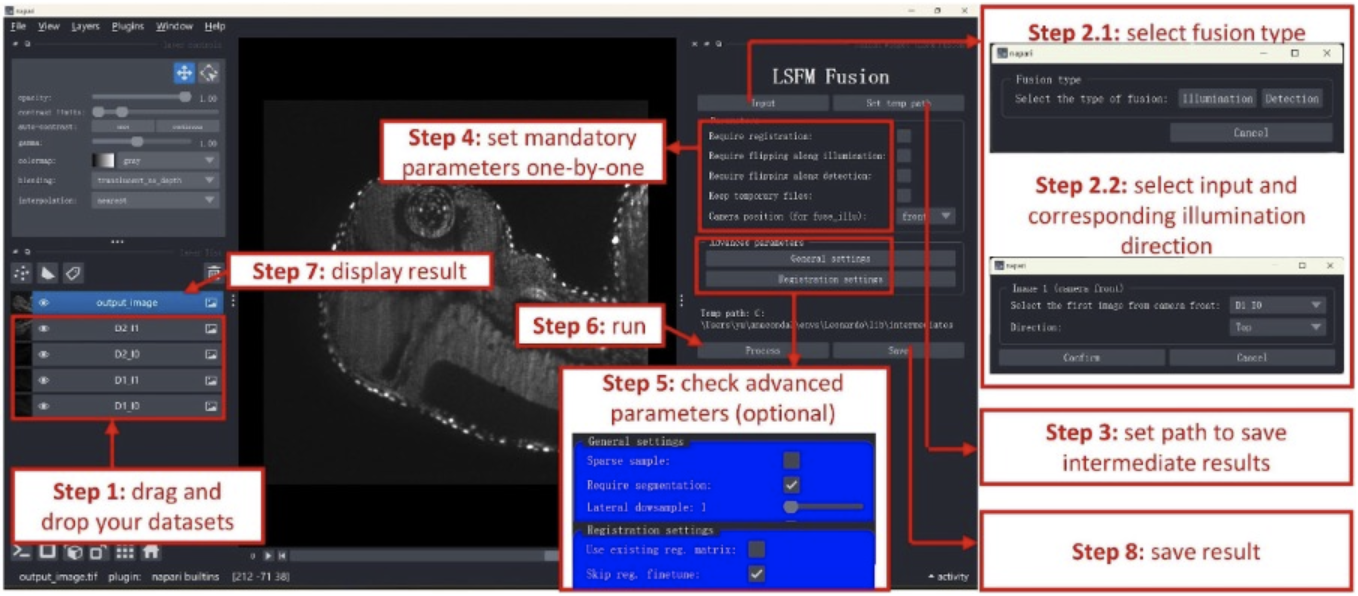 napari
File View Layers Plugins Window Help
layer controls
opacity: 1.00
contrast limits:
auto-contrast: once continuous
gamma: 1.00
colormap: gray
blending: translucent_no_depth
interpolation: nearest
layer list
Step 7: display result
output_image
D2_I1
D2_I0
D1_I1
D1_I0
Step 1: drag and
drop your datasets
output_image.tif plugin: napari builtins [212 -71 38]
0
activity
LSFM Fusion
Input Set temp path
Parameters
Require registration:
Require flipping along illumination:
Require flipping along detection:
Keep temporary files:
Camera position (for fuse_illu): front
Step 4: set mandatory
parameters one-by-one
Advanced parameters
General settings
Registration settings
Temp path: C:
\Users\yu\anaconda3\envs\Leonardo\lib\intermediates
Process Save
Step 6: run
Step 5: check advanced
parameters (optional)
General settings
Sparse sample:
Require segmentation:
Lateral dowsample: 1
Registration settings
Use existing reg. matrix:
Skip reg. finetune:
Step 2.1: select fusion type
napari
Fusion type
Select the type of fusion: Illumination Detection
Cancel
Step 2.2: select input and
corresponding illumination
direction
napari
Image 1 (camera front)
Select the first image from camera front: D1_I0
Direction: Top
Confirm Cancel
Step 3: set path to save
intermediate results
Step 8: save result